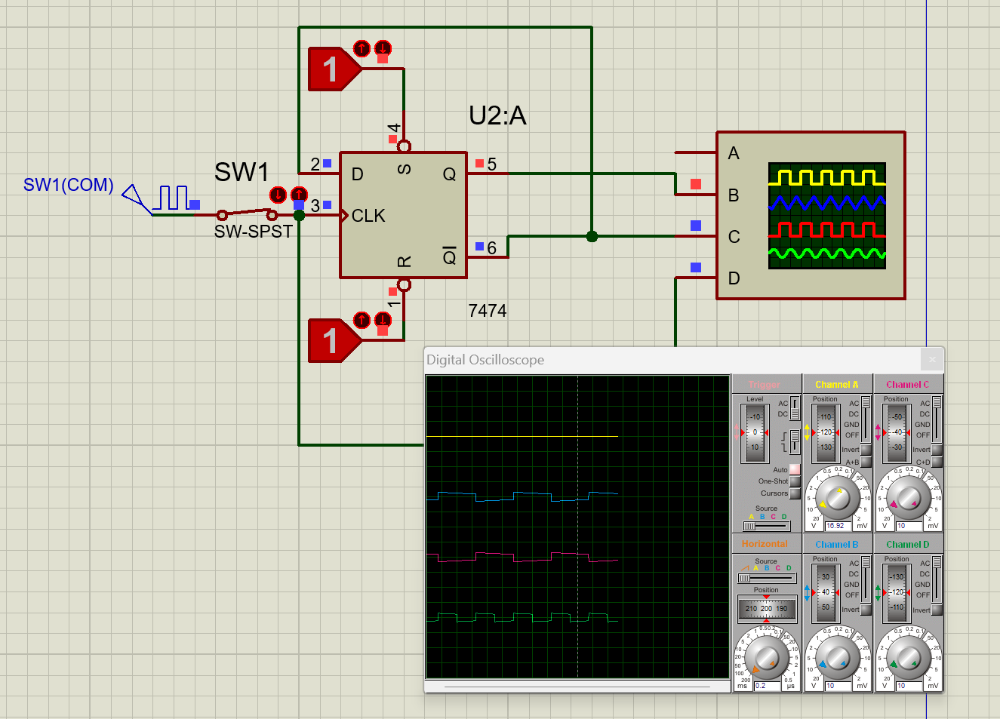 1
U2:A
4
SW1(COM)
SW1
2
D
S
Q
5
3
CLK
SW-SPST
R
Q
6
1
7474
1
A
B
C
D
Digital Oscilloscope
Trigger
Level
AC
DC
-10
0
10
Auto
One-Shot
Cursors
Source
A B C D
Channel A
Position
AC
DC
GND
OFF
110
120
130
Invert
A+B
20 10 5 2 1 0.5 0.2 0.1 50 20 10 5 2
V 16.92 mV
Channel C
Position
AC
DC
GND
OFF
-50
-40
-30
Invert
C+D
20 10 5 2 1 0.5 0.2 0.1 50 20 10 5 2
V 10 mV
Horizontal
Source
A B C D
Position
210 200 190
200 100 50 20 10 5 2 1 0.5 0.2 0.1 50 20 10 5 2 1 0.5
ms 0.2 µs
Channel B
Position
AC
DC
GND
OFF
30
40
50
Invert
20 10 5 2 1 0.5 0.2 0.1 50 20 10 5 2
V 10 mV
Channel D
Position
AC
DC
GND
OFF
-130
-120
-110
Invert
20 10 5 2 1 0.5 0.2 0.1 50 20 10 5 2
V 10 mV